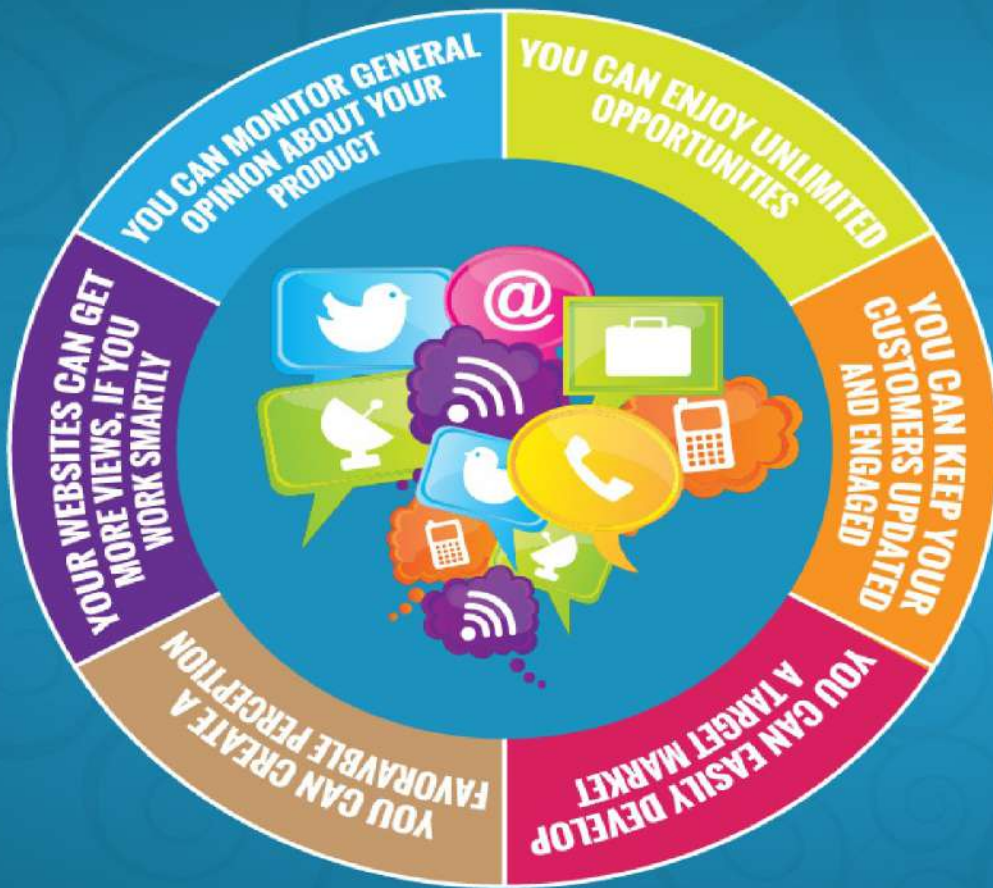 YOU CAN MONITOR GENERAL
OPINION ABOUT YOUR
PRODUCT
YOU CAN ENJOY UNLIMITED
OPPORTUNITIES
YOU CAN KEEP YOUR
CUSTOMERS UPDATED
AND ENGAGED
YOU CAN EASILY DEVELOP
A TARGET MARKET
YOU CAN CREATE A
FAVORAVBLE PERCEPTION
YOUR WEBSITES CAN GET
MORE VIEWS, IF YOU
WORK SMARTLY
@